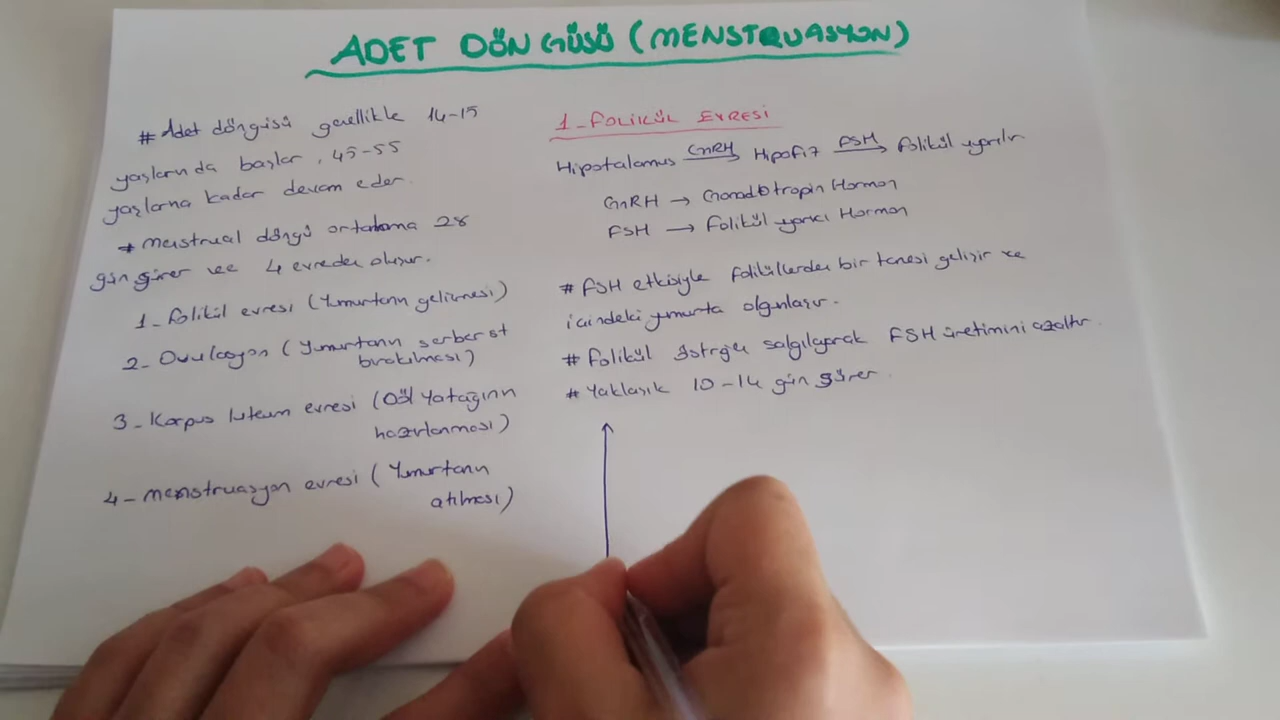 ADET DÖNGÜSÜ (MENSTRUASYON)
# Adet döngüsü genellikle 14-15
yaşlarında başlar, 45-55
yaşlarına kadar devam eder.
* Menstrual döngü ortalama 28
gün sürer ve 4 evreden oluşur.
1- Folikül evresi (Yumurtanın gelişmesi)
2- Ovulasyon (Yumurtanın serbest
bırakılması)
3- Korpus luteum evresi (Döl Yatağının
hazırlanması)
4- Menstruasyon evresi (Yumurtanın
atılması)
1- FOLİKÜL EVRESİ
Hipotalamus GnRH→ Hipofiz FSH→ folikül uyarılır
GnRH → Gonadotropin Hormon
FSH → Folikül uyarıcı Hormon
# FSH etkisiyle foliküllerden bir tanesi gelişir ve
içindeki yumurta olgunlaşır.
# Folikül östrojen salgılayarak FSH üretimini azaltır.
# Yaklaşık 10-14 gün sürer.